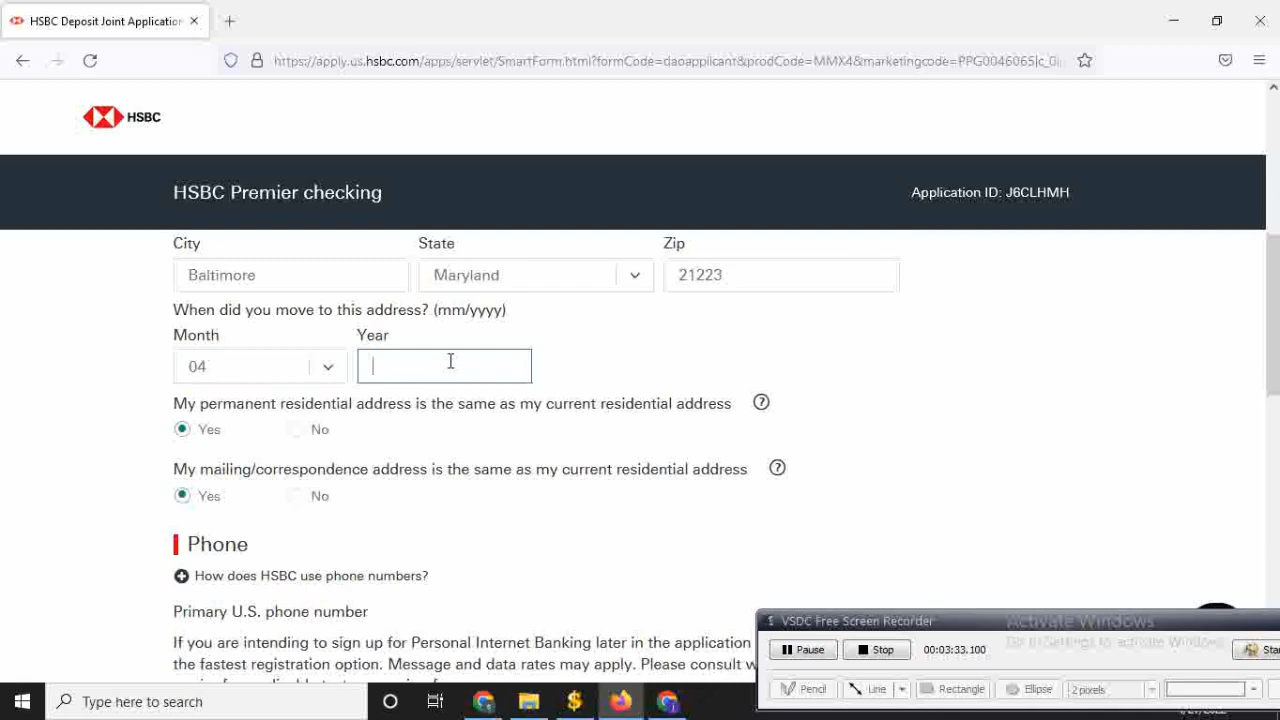 HSBC Deposit Joint Application
https://apply.us.hsbc.com/apps/servlet/SmartForm.html?formCode=daoapplicant&prodCode=MMX4&marketingcode=PPG0046065|c_0|
HSBC
HSBC Premier checking
Application ID: J6CLHMH
City State Zip
Baltimore Maryland 21223
When did you move to this address? (mm/yyyy)
Month Year
04
My permanent residential address is the same as my current residential address ?
Yes No
My mailing/correspondence address is the same as my current residential address ?
Yes No
Phone
How does HSBC use phone numbers?
Primary U.S. phone number
If you are intending to sign up for Personal Internet Banking later in the application
the fastest registration option. Message and data rates may apply. Please consult w
VSDC Free Screen Recorder
Activate Windows
to activate Windows.
Pause Stop 00:03:33.100 Star
Pencil Line Rectangle Ellipse 2 pixels
Type here to search